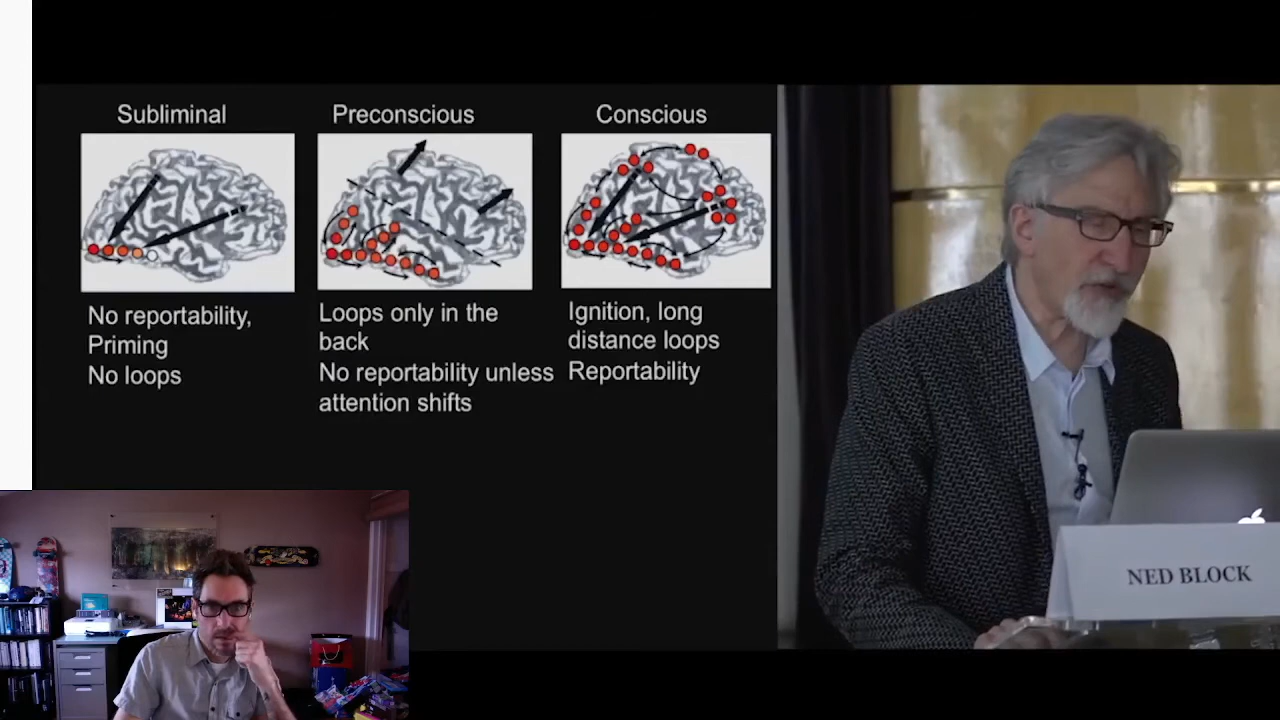 Subliminal
Preconscious
Conscious
No reportability,
Priming
No loops
Loops only in the
back
No reportability unless
attention shifts
Ignition, long
distance loops
Reportability
NED BLOCK